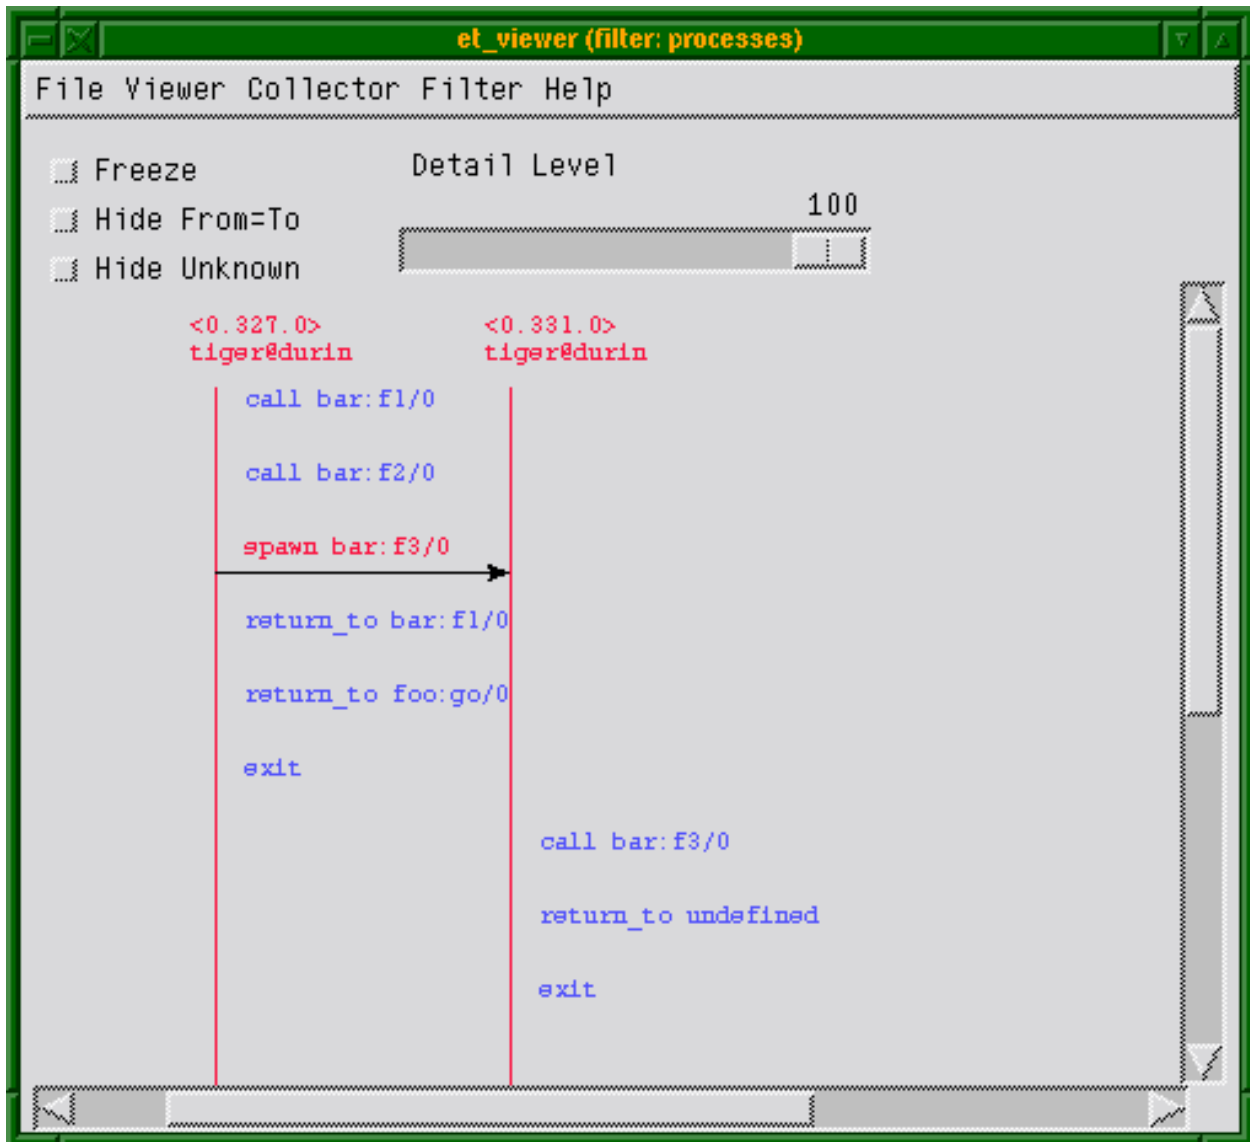 et_viewer (filter: processes)
File Viewer Collector Filter Help
Freeze
Detail Level
Hide From=To
100
Hide Unknown
<0.327.0> <0.331.0>
tiger@durin tiger@durin
call bar:f1/0
call bar:f2/0
spawn bar:f3/0
return_to bar:f1/0
return_to foo:go/0
exit
call bar:f3/0
return_to undefined
exit